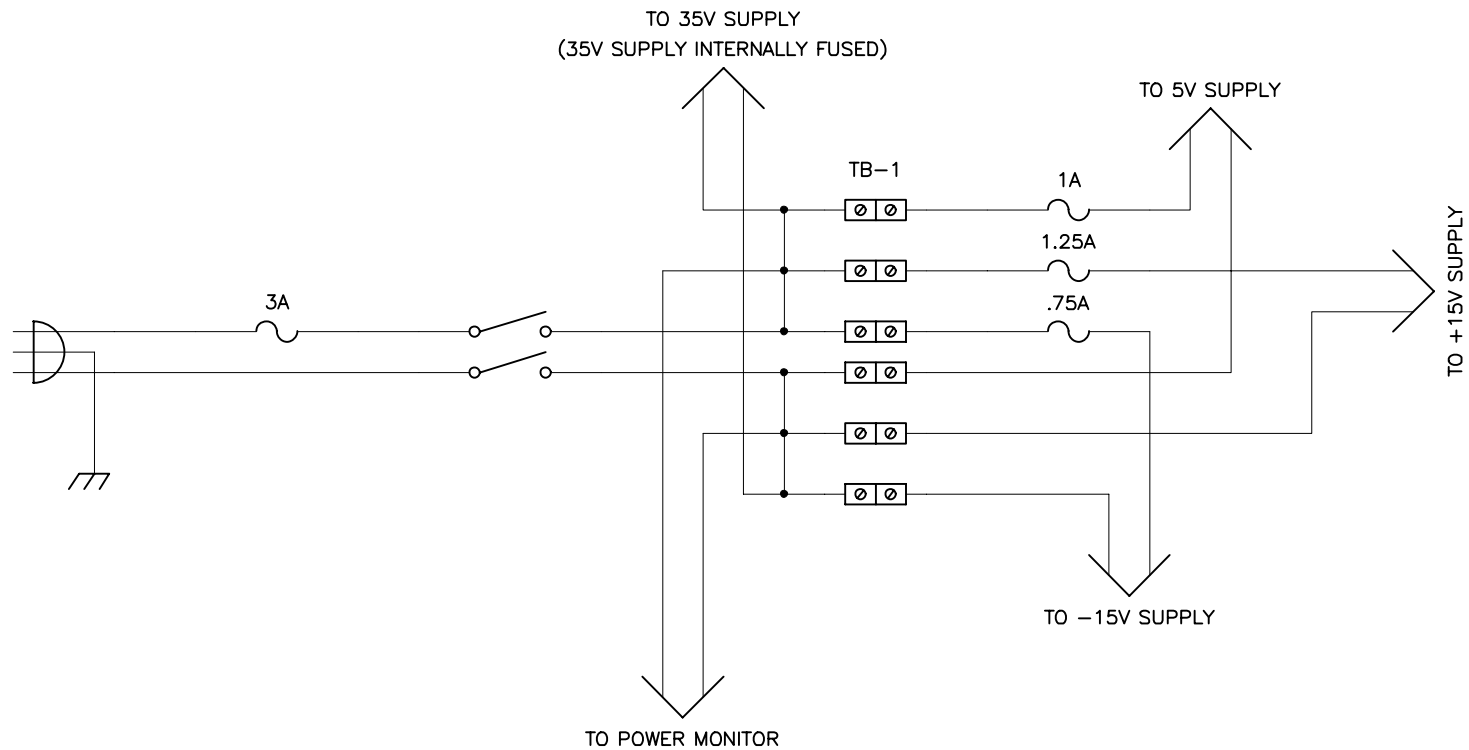 TO 35V SUPPLY
(35V SUPPLY INTERNALLY FUSED)
TO 5V SUPPLY
TB-1
1A
1.25A
TO +15V SUPPLY
3A
.75A
TO -15V SUPPLY
TO POWER MONITOR